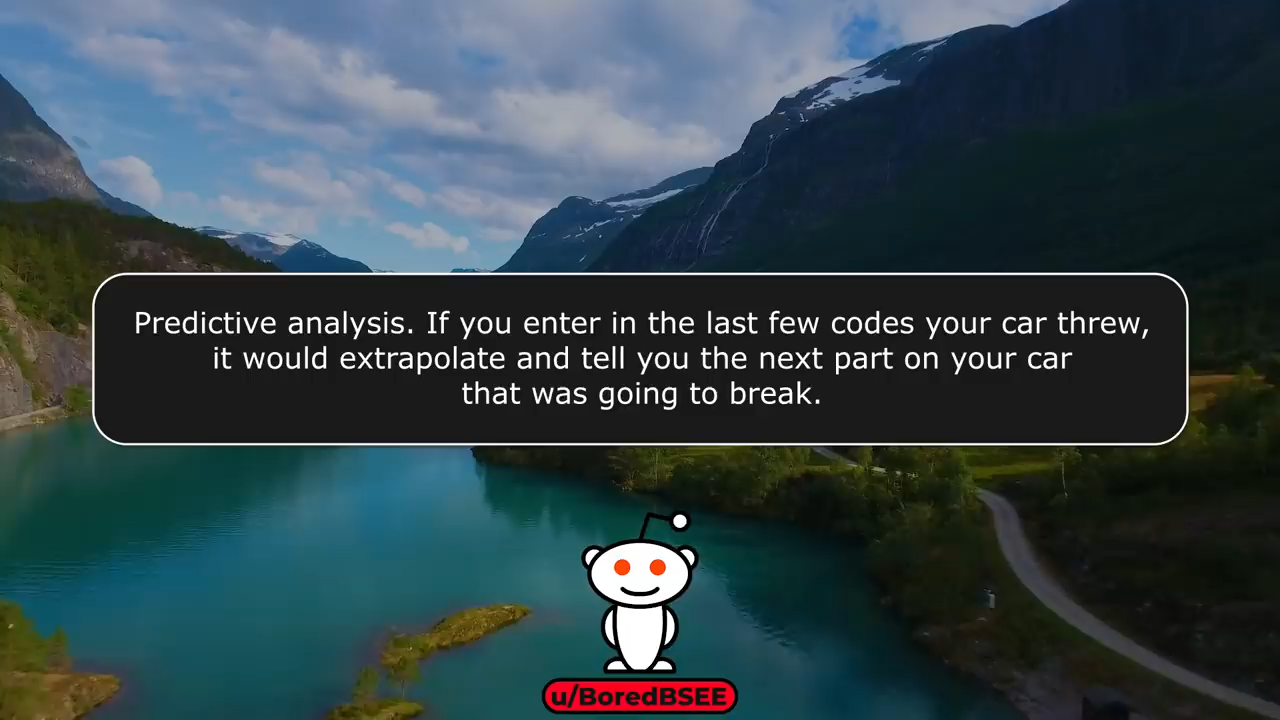 Predictive analysis. If you enter in the last few codes your car threw,
it would extrapolate and tell you the next part on your car
that was going to break.
u/BoredBSEE